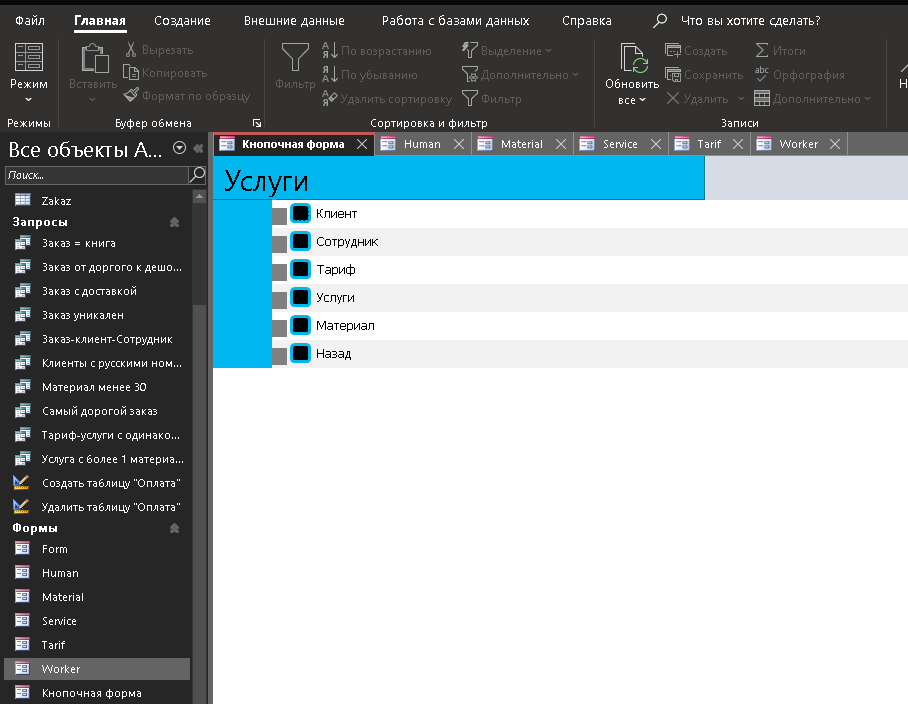 Файл Главная Создание Внешние данные Работа с базами данных Справка Что вы хотите сделать?
Режим
Режимы
Вставить
Вырезать
Копировать
Формат по образцу
Буфер обмена
Фильтр
По возрастанию
По убыванию
Удалить сортировку
Выделение
Дополнительно
Фильтр
Сортировка и фильтр
Обновить
все
Создать
Сохранить
Удалить
Итоги
abc Орфография
Дополнительно
Записи
Все объекты A...
Поиск...
Zakaz
Запросы
Заказ = книга
Заказ от доргого к дешо...
Заказ с доставкой
Заказ уникален
Заказ-клиент-Сотрудник
Клиенты с русскими ном...
Материал менее 30
Самый дорогой заказ
Тариф-услуги с одинако...
Услуга с более 1 материа...
Создать таблицу "Оплата"
Удалить таблицу "Оплата"
Формы
Form
Human
Material
Service
Tarif
Worker
Кнопочная форма
Кнопочная форма Human Material Service Tarif Worker
Услуги
Клиент
Сотрудник
Тариф
Услуги
Материал
Назад